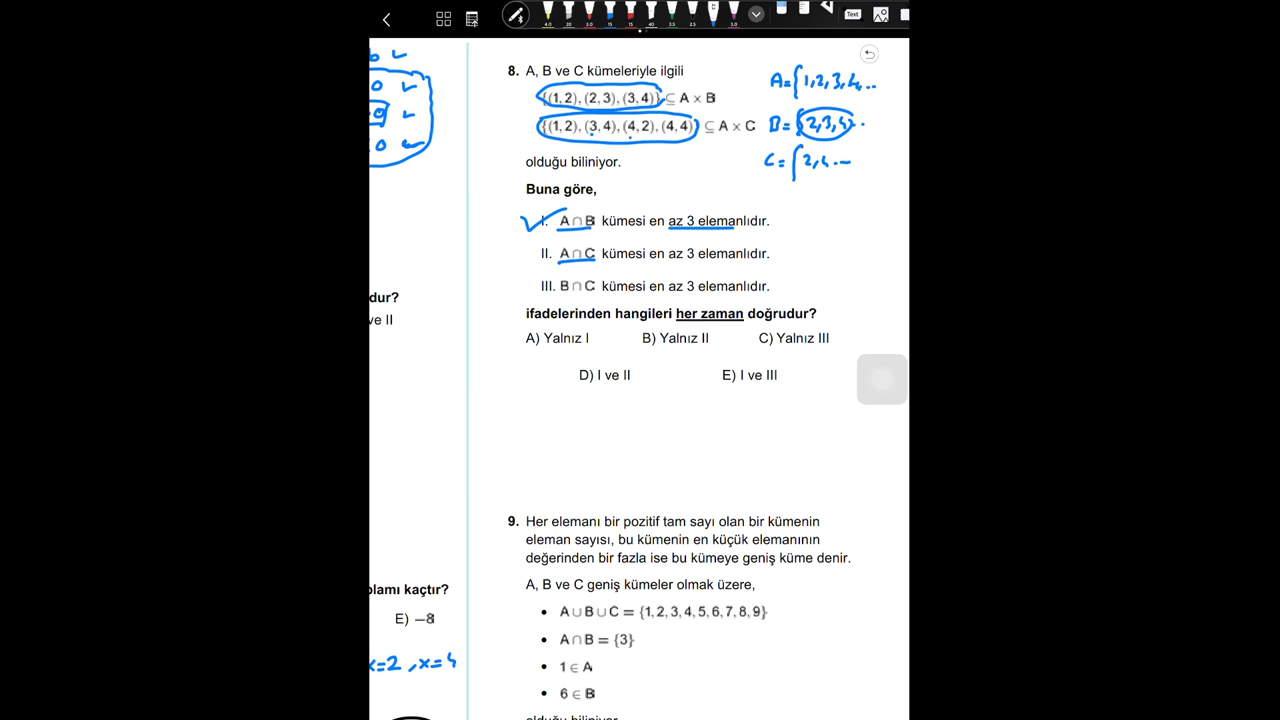 Text
8. A, B ve C kümeleriyle ilgili
{(1,2), (2,3), (3,4)} ⊆ A × B
{(1,2), (3,4), (4,2), (4,4)} ⊆ A × C
olduğu biliniyor.
Buna göre,
I. A∩B kümesi en az 3 elemanlıdır.
II. A∩C kümesi en az 3 elemanlıdır.
III. B∩C kümesi en az 3 elemanlıdır.
ifadelerinden hangileri her zaman doğrudur?
A) Yalnız I B) Yalnız II C) Yalnız III
D) I ve II E) I ve III
A={1,2,3,4,..
B={2,3,4}..
C={2,4...
dur?
ve II
plamı kaçtır?
E) −8
x=2 , x=4
9. Her elemanı bir pozitif tam sayı olan bir kümenin
eleman sayısı, bu kümenin en küçük elemanının
değerinden bir fazla ise bu kümeye geniş küme denir.
A, B ve C geniş kümeler olmak üzere,
• A∪B∪C = {1,2,3,4,5,6,7,8,9}
• A∩B = {3}
• 1 ∈ A
• 6 ∈ B
olduğu biliniyor.